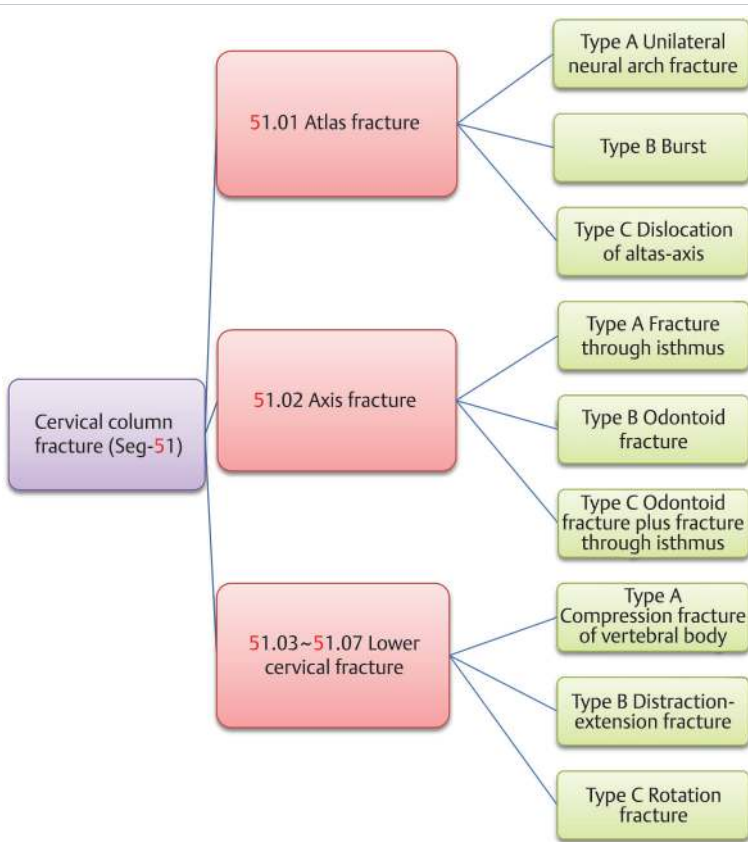 Type A Unilateral
neural arch fracture
51.01 Atlas fracture
Type B Burst
Type C Dislocation
of altas-axis
Type A Fracture
through isthmus
51.02 Axis fracture
Cervical column
fracture (Seg-51)
Type B Odontoid
fracture
Type C Odontoid
fracture plus fracture
through isthmus
Type A
Compression fracture
of vertebral body
51.03~51.07 Lower
cervical fracture
Type B Distraction-
extension fracture
Type C Rotation
fracture